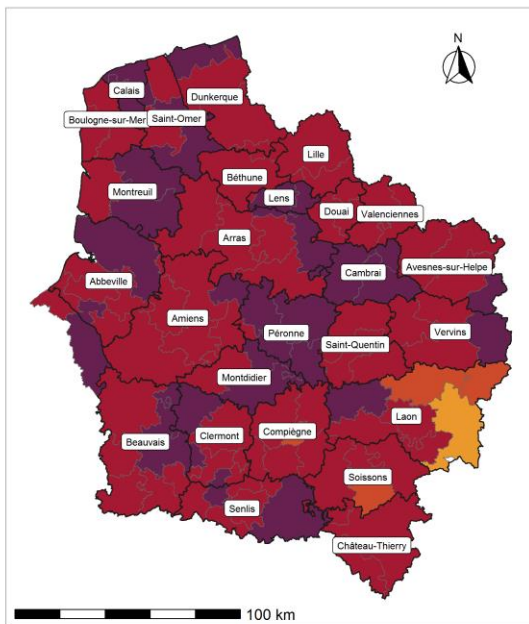 N
Calais
Dunkerque
Boulogne-sur-Mer
Saint-Omer
Lille
Béthune
Montreuil
Lens
Douai
Valenciennes
Arras
Avesnes-sur-Helpe
Cambrai
Abbeville
Amiens
Péronne
Vervins
Saint-Quentin
Montdidier
Laon
Beauvais
Clermont
Compiègne
Soissons
Senlis
Château-Thierry
100 km